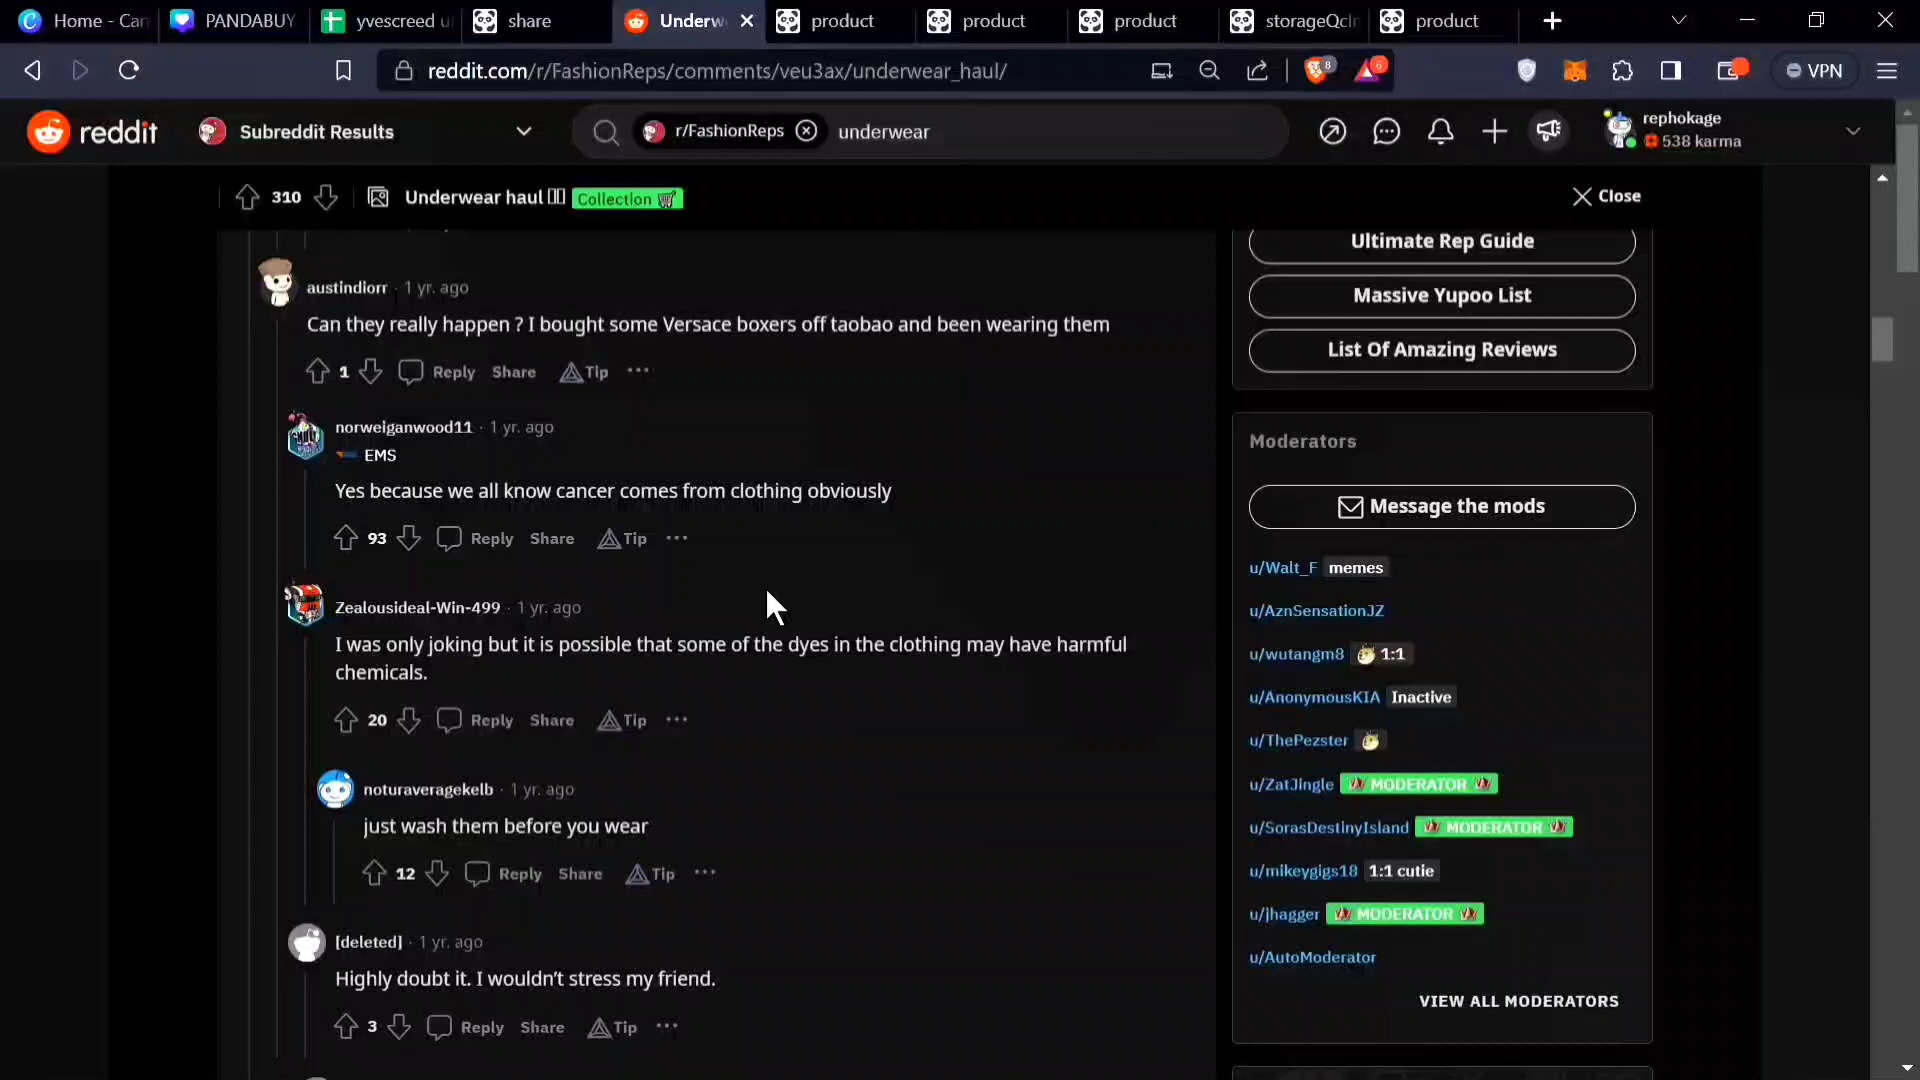 Home - Can
PANDABUY
yvescreed u
share
Underw
product
product
product
storageQcIn
product
reddit.com/r/FashionReps/comments/veu3ax/underwear_haul/
8
6
VPN
reddit
Subreddit Results
r/FashionReps
underwear
rephokage
538 karma
310
Underwear haul
Collection
Close
austindiorr · 1 yr. ago
Can they really happen ? I bought some Versace boxers off taobao and been wearing them
1 Reply Share Tip ···
norweiganwood11 · 1 yr. ago
EMS
Yes because we all know cancer comes from clothing obviously
93 Reply Share Tip ···
Zealousideal-Win-499 · 1 yr. ago
I was only joking but it is possible that some of the dyes in the clothing may have harmful
chemicals.
20 Reply Share Tip ···
noturaveragekelb · 1 yr. ago
just wash them before you wear
12 Reply Share Tip ···
[deleted] · 1 yr. ago
Highly doubt it. I wouldn't stress my friend.
3 Reply Share Tip ···
Ultimate Rep Guide
Massive Yupoo List
List Of Amazing Reviews
Moderators
Message the mods
u/Walt_F memes
u/AznSensationJZ
u/wutangm8 1:1
u/AnonymousKIA Inactive
u/ThePezster
u/ZatJingle MODERATOR
u/SorasDestinyIsland MODERATOR
u/mikeygigs18 1:1 cutie
u/jhagger MODERATOR
u/AutoModerator
VIEW ALL MODERATORS